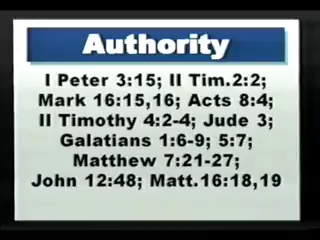 Authority
I Peter 3:15; II Tim.2:2;
Mark 16:15,16; Acts 8:4;
II Timothy 4:2-4; Jude 3;
Galatians 1:6-9; 5:7;
Matthew 7:21-27;
John 12:48; Matt.16:18,19